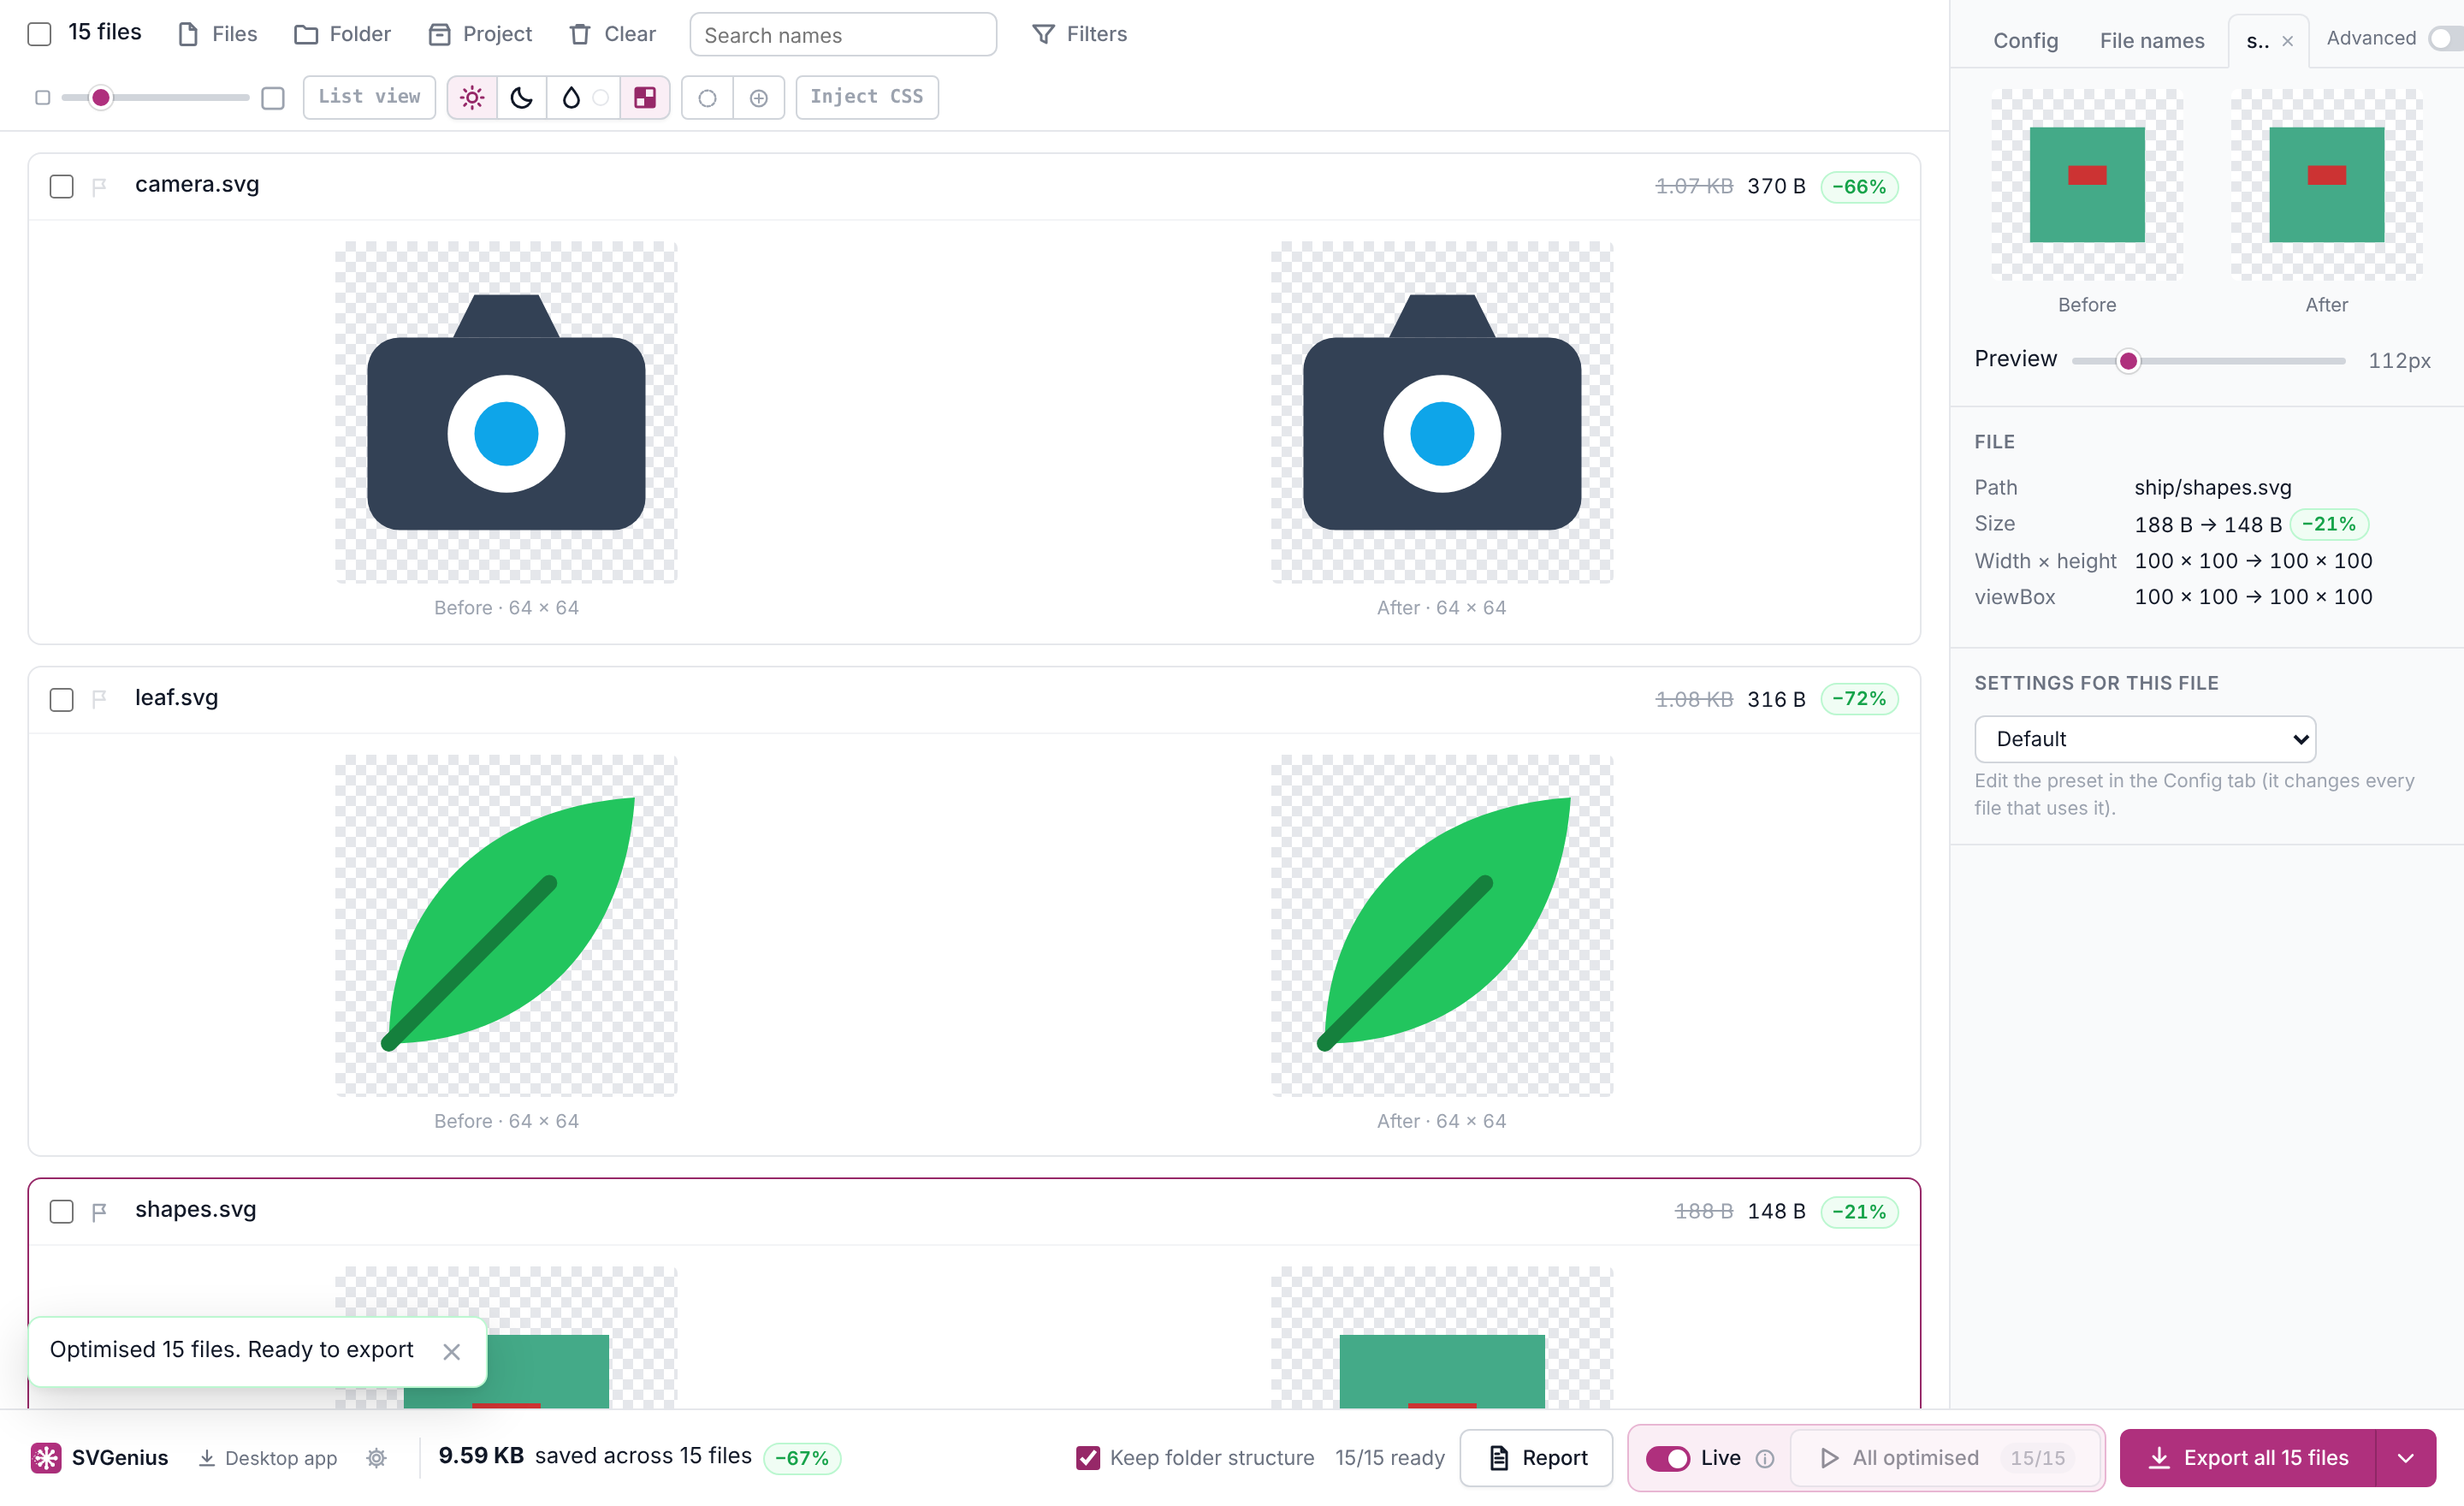 15 files
Files
Folder
Project
Clear
Search names
Filters
Config
File names
s..
Advanced
List view
Inject CSS
camera.svg
1.07 KB 370 B −66%
Before · 64 × 64
After · 64 × 64
leaf.svg
1.08 KB 316 B −72%
Before · 64 × 64
After · 64 × 64
shapes.svg
188 B 148 B −21%
Before
After
Preview
112px
FILE
Path ship/shapes.svg
Size 188 B → 148 B −21%
Width × height 100 × 100 → 100 × 100
viewBox 100 × 100 → 100 × 100
SETTINGS FOR THIS FILE
Default
Edit the preset in the Config tab (it changes every
file that uses it).
Optimised 15 files. Ready to export
SVGenius
Desktop app
9.59 KB saved across 15 files −67%
Keep folder structure
15/15 ready
Report
Live
All optimised 15/15
Export all 15 files